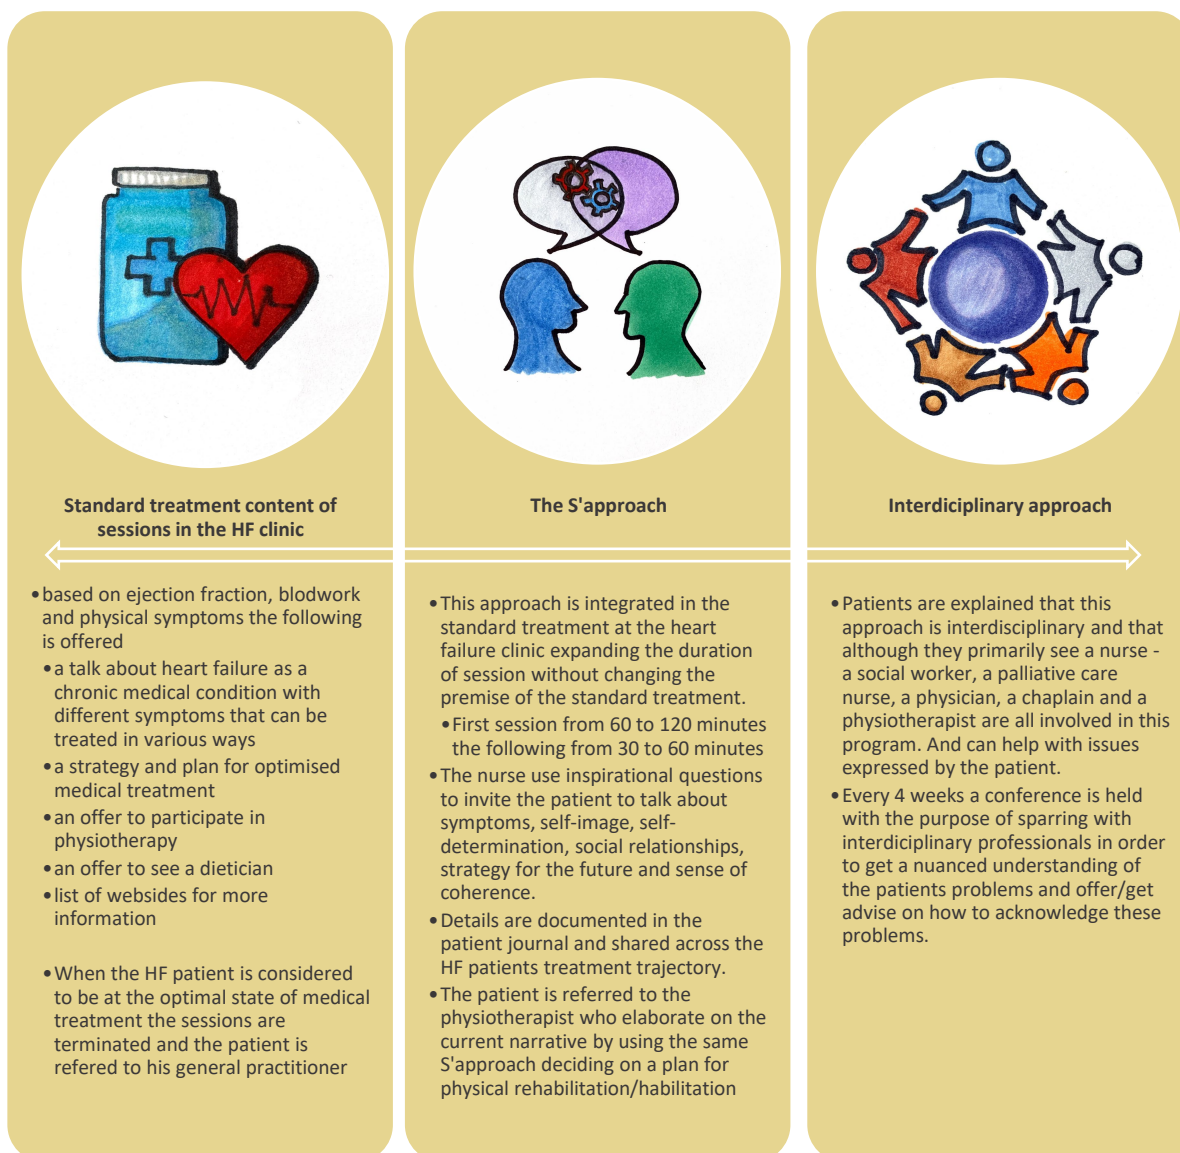 Standard treatment content of
sessions in the HF clinic
•based on ejection fraction, blodwork
and physical symptoms the following
is offered
•a talk about heart failure as a
chronic medical condition with
different symptoms that can be
treated in various ways
•a strategy and plan for optimised
medical treatment
•an offer to participate in
physiotherapy
•an offer to see a dietician
•list of websides for more
information
•When the HF patient is considered
to be at the optimal state of medical
treatment the sessions are
terminated and the patient is
refered to his general practitioner
The S'approach
•This approach is integrated in the
standard treatment at the heart
failure clinic expanding the duration
of session without changing the
premise of the standard treatment.
•First session from 60 to 120 minutes
the following from 30 to 60 minutes
•The nurse use inspirational questions
to invite the patient to talk about
symptoms, self-image, self-
determination, social relationships,
strategy for the future and sense of
coherence.
•Details are documented in the
patient journal and shared across the
HF patients treatment trajectory.
•The patient is referred to the
physiotherapist who elaborate on the
current narrative by using the same
S'approach deciding on a plan for
physical rehabilitation/habilitation
Interdiciplinary approach
•Patients are explained that this
approach is interdisciplinary and that
although they primarily see a nurse -
a social worker, a palliative care
nurse, a physician, a chaplain and a
physiotherapist are all involved in this
program. And can help with issues
expressed by the patient.
•Every 4 weeks a conference is held
with the purpose of sparring with
interdisciplinary professionals in order
to get a nuanced understanding of
the patients problems and offer/get
advise on how to acknowledge these
problems.